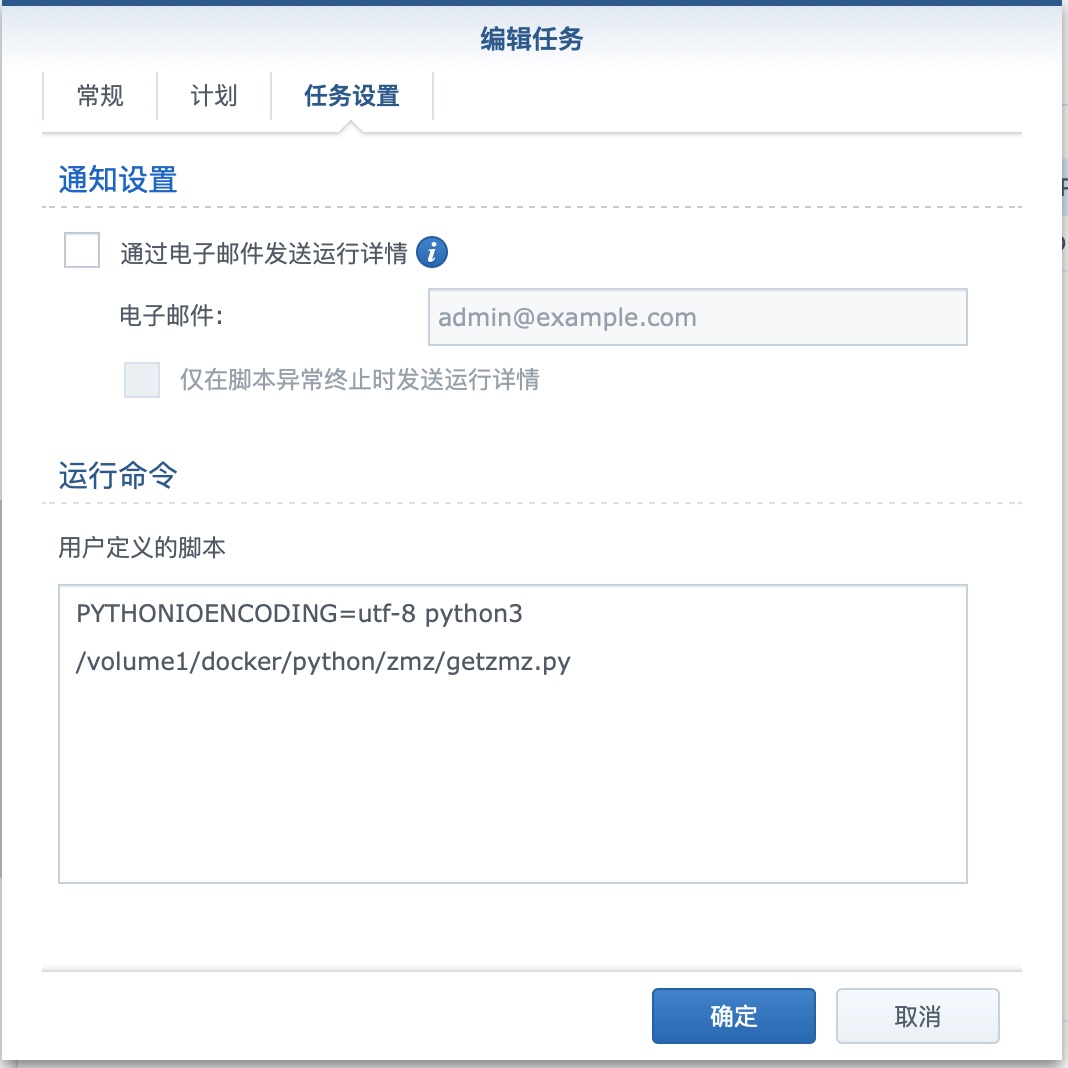 编辑任务
常规 计划 任务设置
通知设置
通过电子邮件发送运行详情 i
电子邮件: admin@example.com
仅在脚本异常终止时发送运行详情
运行命令
用户定义的脚本
PYTHONIOENCODING=utf-8 python3
/volume1/docker/python/zmz/getzmz.py
确定 取消